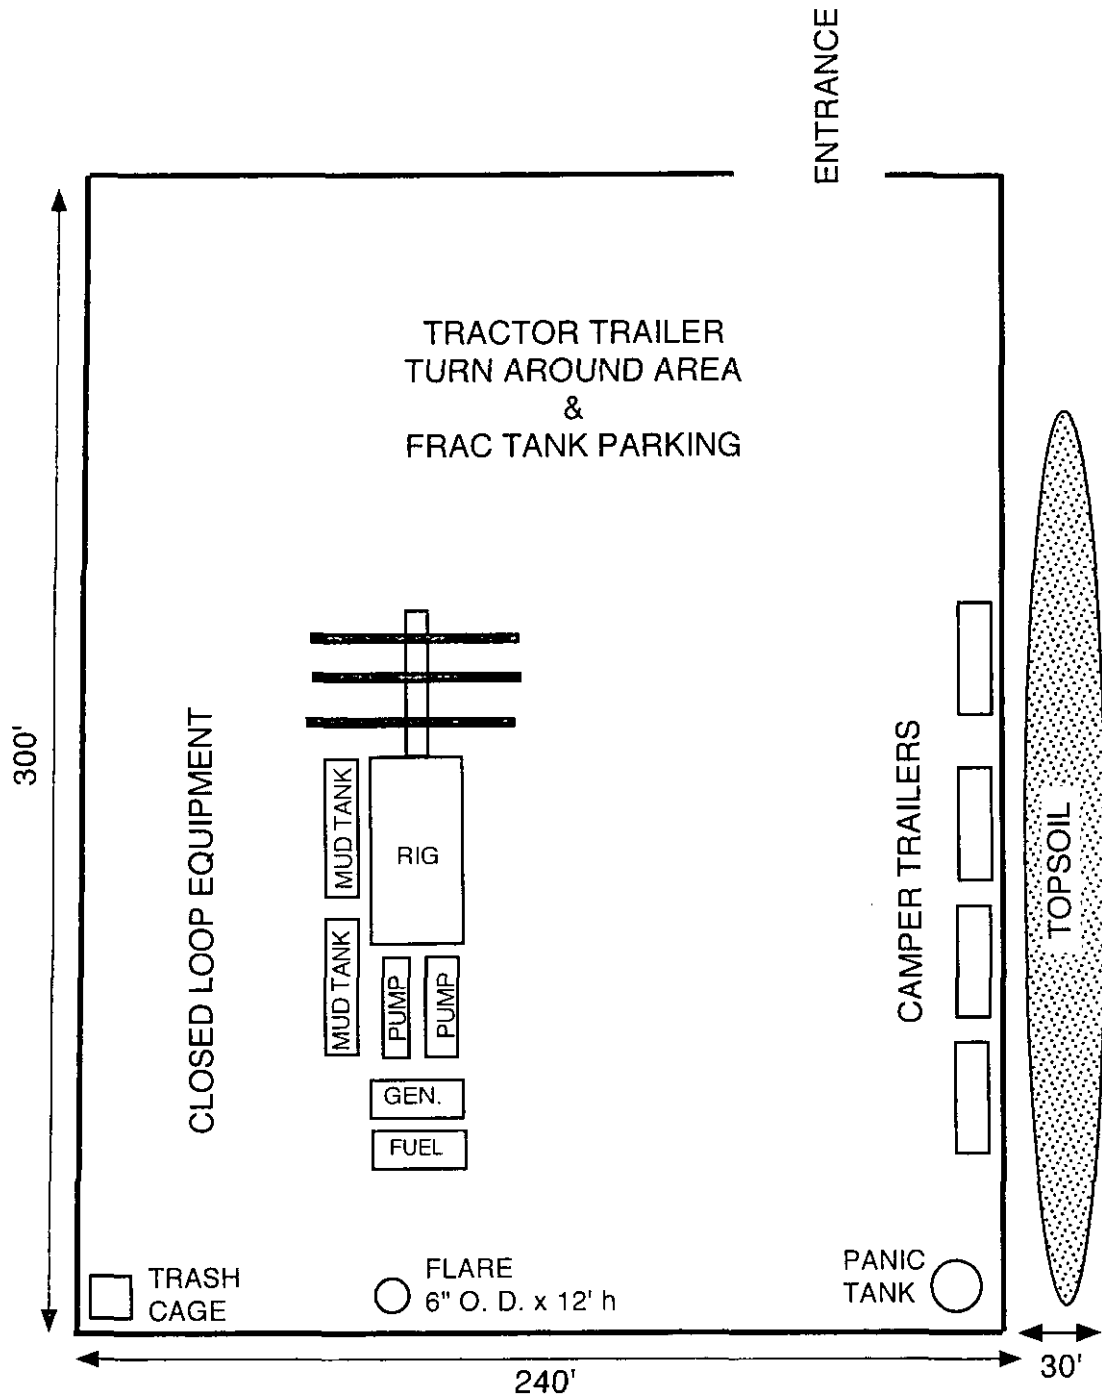 ENTRANCE
TRACTOR TRAILER
TURN AROUND AREA
&
FRAC TANK PARKING
300'
CLOSED LOOP EQUIPMENT
MUD TANK
RIG
MUD TANK
PUMP
PUMP
GEN.
FUEL
CAMPER TRAILERS
TOPSOIL
TRASH
CAGE
FLARE
6" O. D. x 12' h
PANIC
TANK
240'
30'